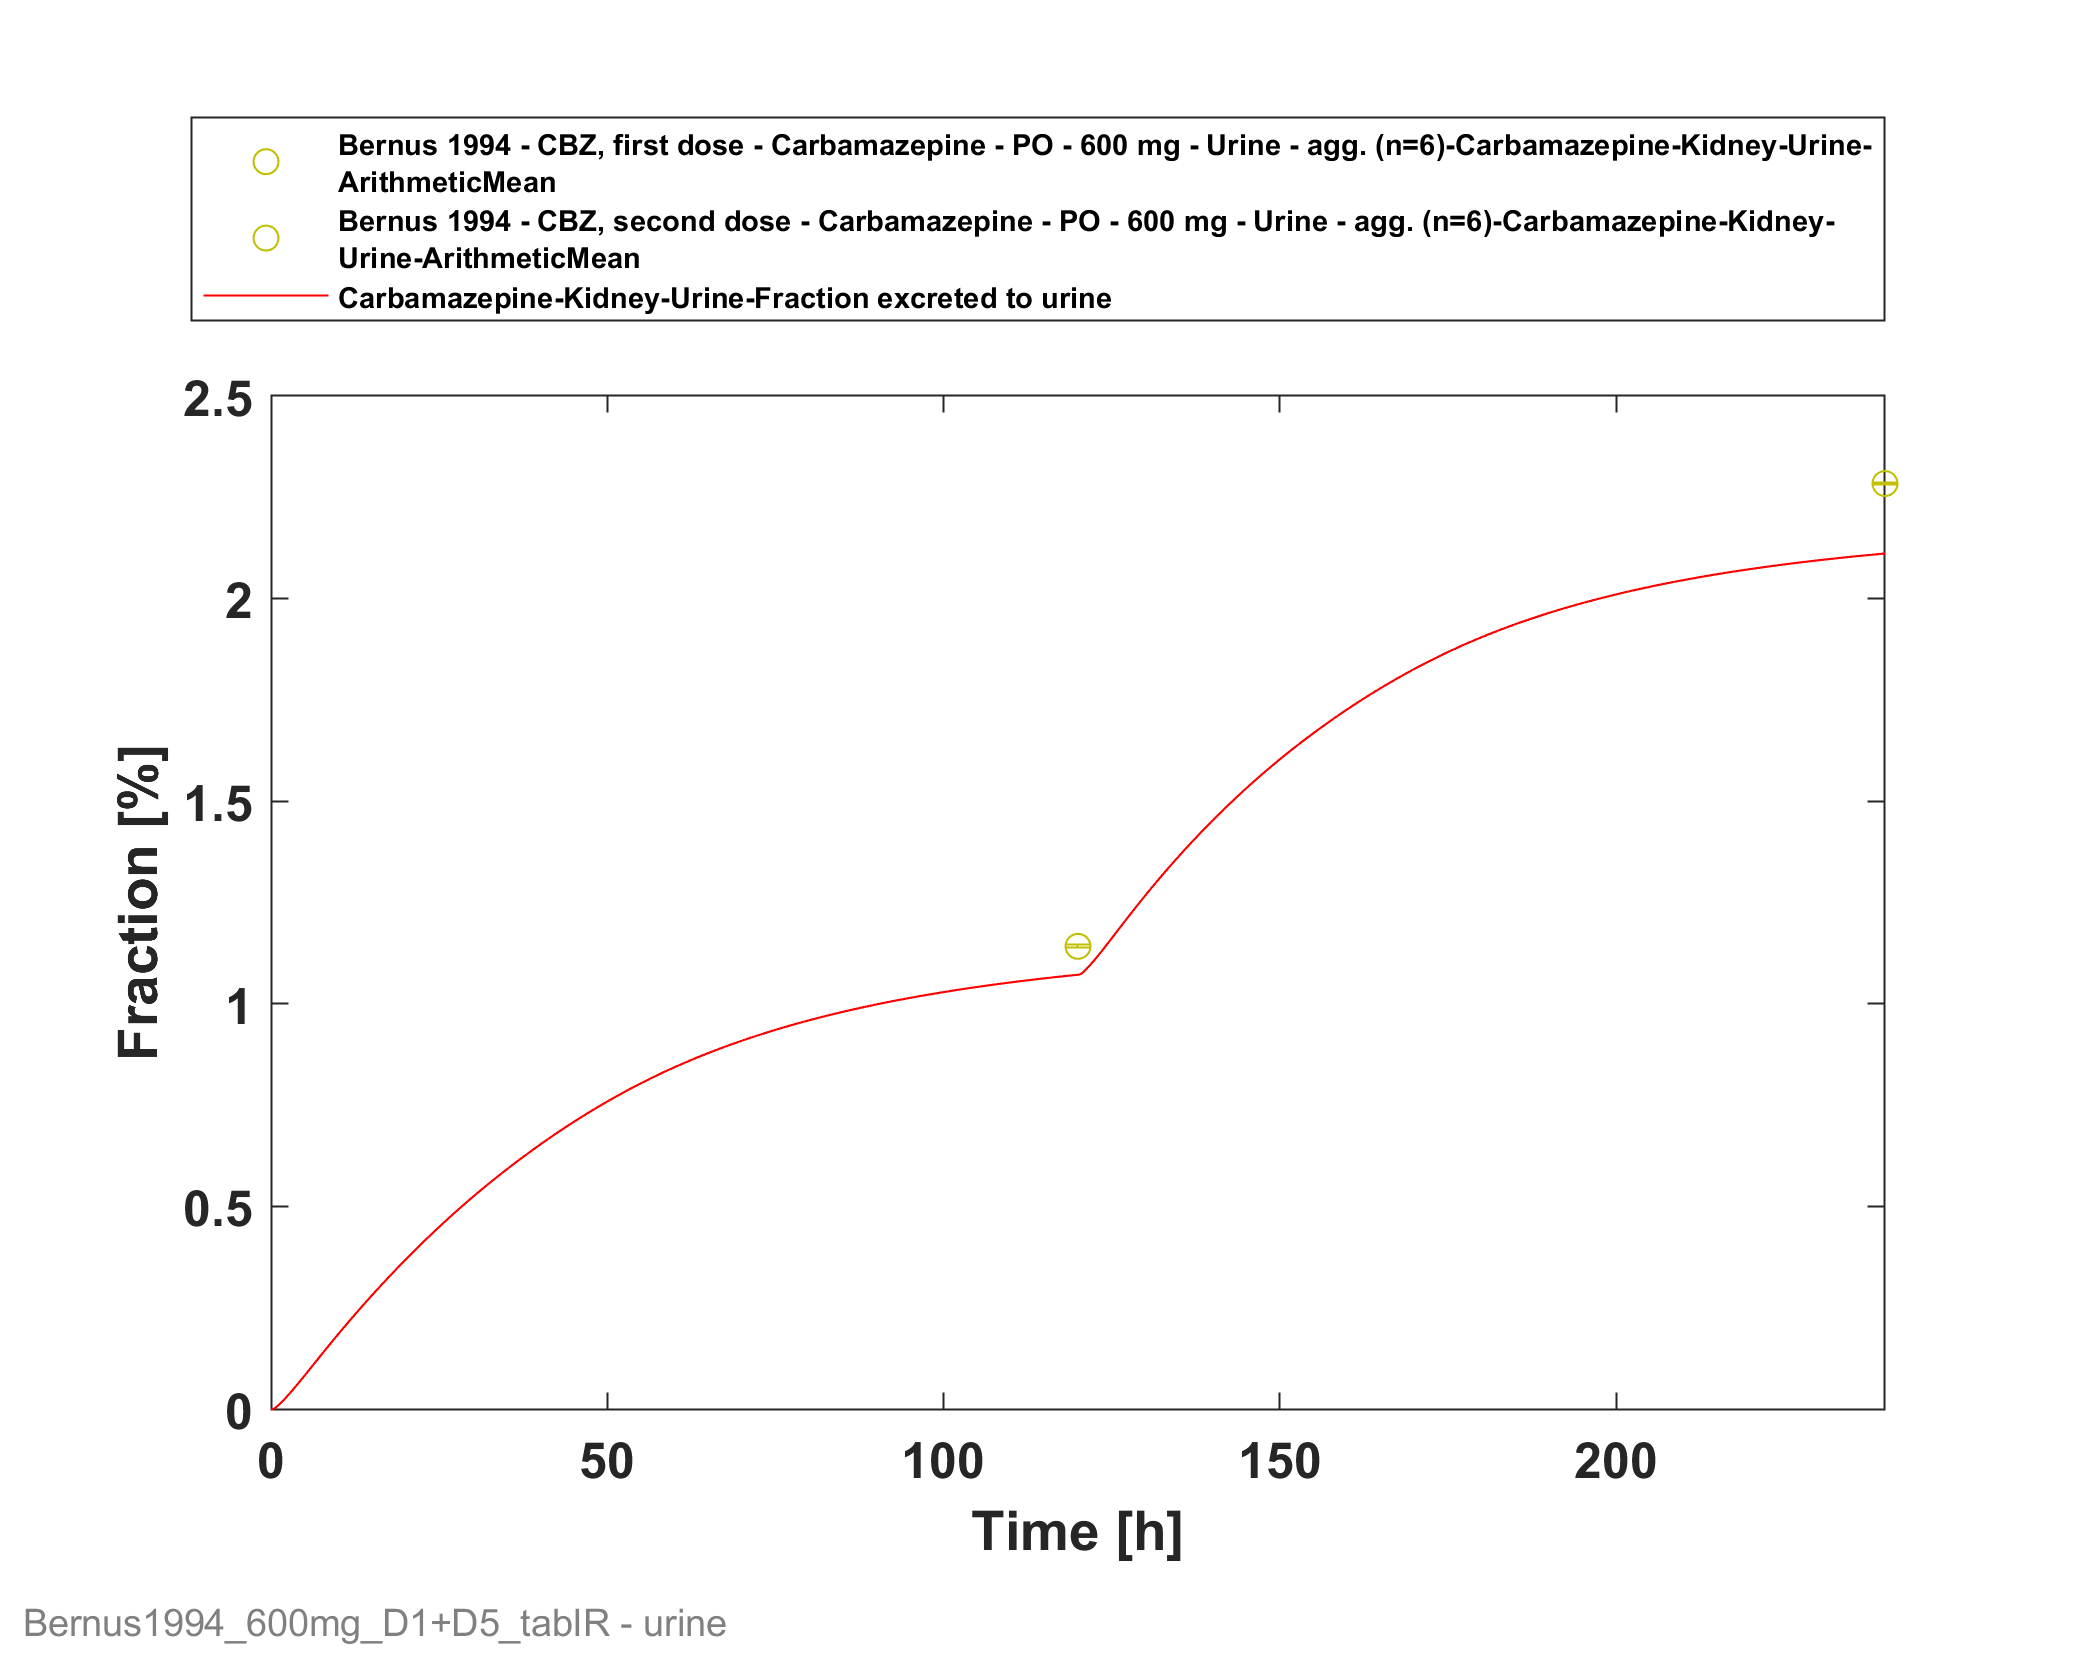 Bernus 1994 - CBZ, first dose - Carbamazepine - PO - 600 mg - Urine - agg. (n=6)-Carbamazepine-Kidney-Urine-
ArithmeticMean
Bernus 1994 - CBZ, second dose - Carbamazepine - PO - 600 mg - Urine - agg. (n=6)-Carbamazepine-Kidney-
Urine-ArithmeticMean
Carbamazepine-Kidney-Urine-Fraction excreted to urine
2.5
2
1.5
1
0.5
0
Fraction [%]
0 50 100 150 200
Time [h]
Bernus1994_600mg_D1+D5_tablR - urine